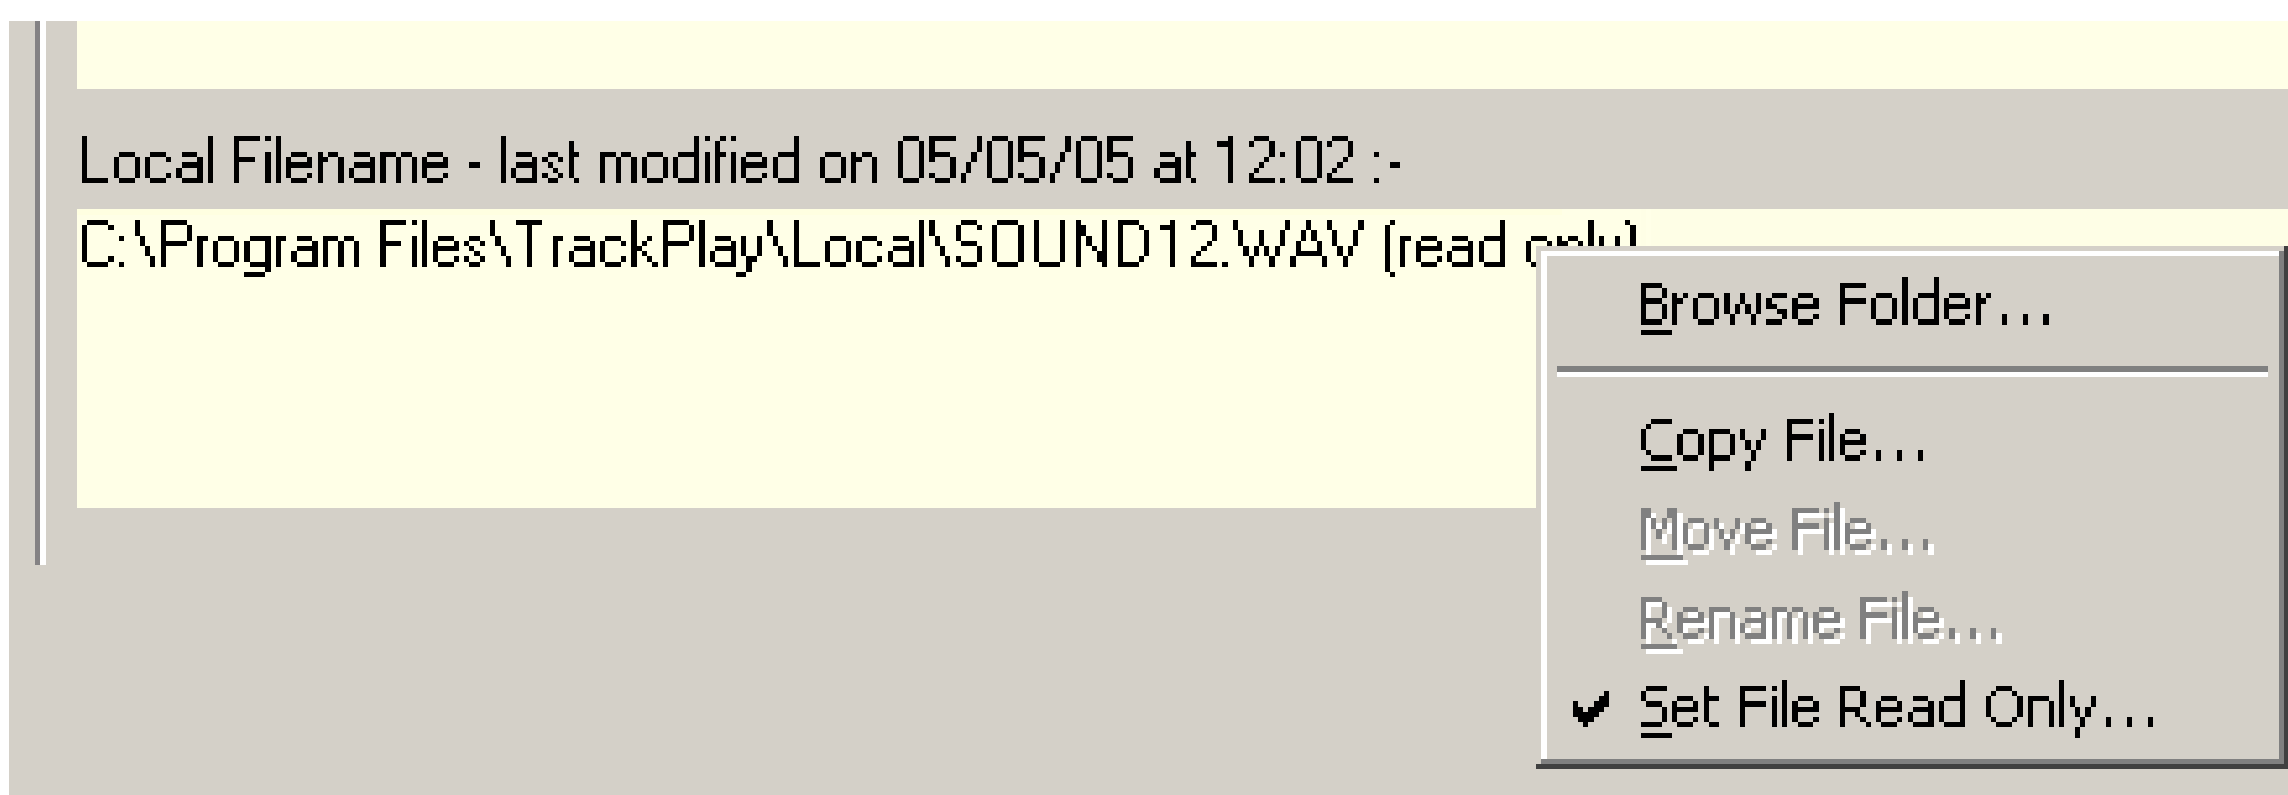 Local Filename - last modified on 05/05/05 at 12:02 :-
C:\Program Files\TrackPlay\Local\SOUND12.WAV (read only)
Browse Folder...
Copy File...
Move File...
Rename File...
Set File Read Only...